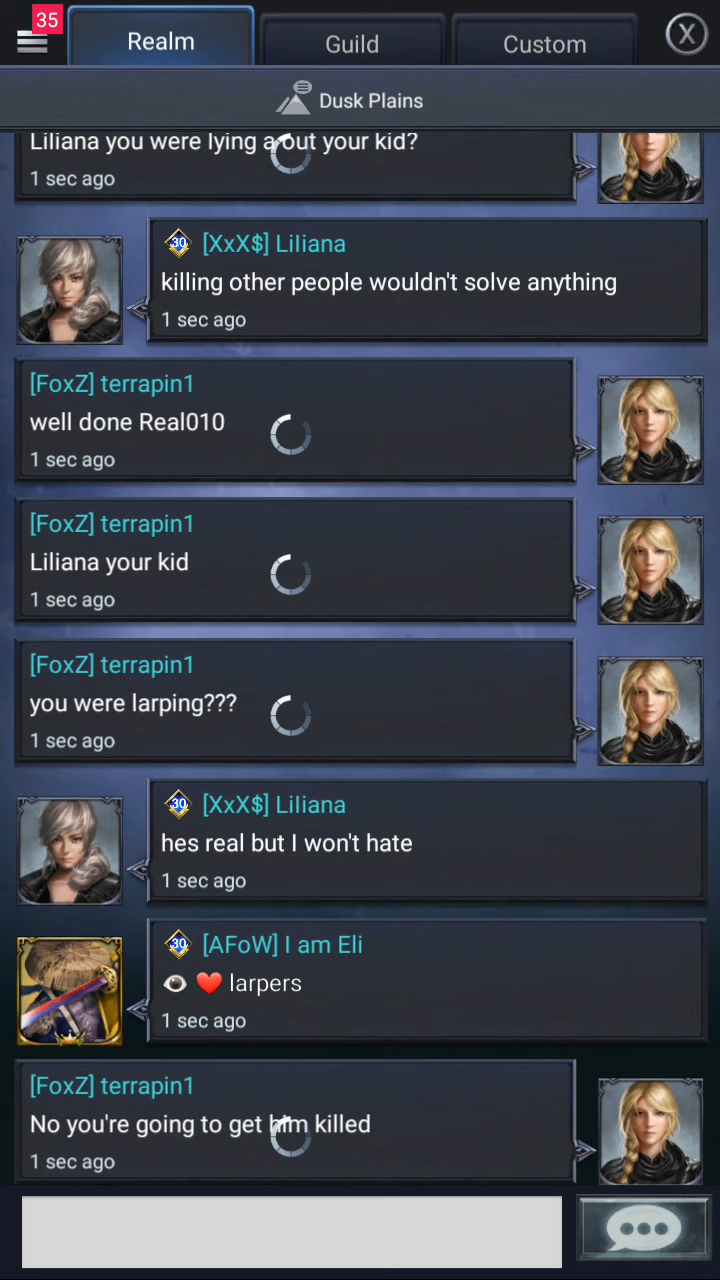 35
Realm
Guild
Custom
X
Dusk Plains
Liliana you were lying a out your kid?
1 sec ago
30 [XxX$] Liliana
killing other people wouldn't solve anything
1 sec ago
[FoxZ] terrapin1
well done Real010
1 sec ago
[FoxZ] terrapin1
Liliana your kid
1 sec ago
[FoxZ] terrapin1
you were larping???
1 sec ago
30 [XxX$] Liliana
hes real but I won't hate
1 sec ago
30 [AFoW] I am Eli
👁 ❤️ larpers
1 sec ago
[FoxZ] terrapin1
No you're going to get him killed
1 sec ago